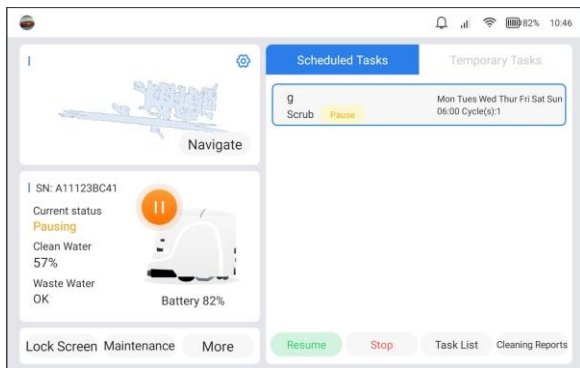 82% 10:46
Navigate
SN: A11123BC41
Current status
Pausing
Clean Water
57%
Waste Water
OK
Battery 82%
Lock Screen Maintenance More
Scheduled Tasks Temporary Tasks
g
Scrub Pause
Mon Tues Wed Thur Fri Sat Sun
06:00 Cycle(s):1
Resume Stop Task List Cleaning Reports